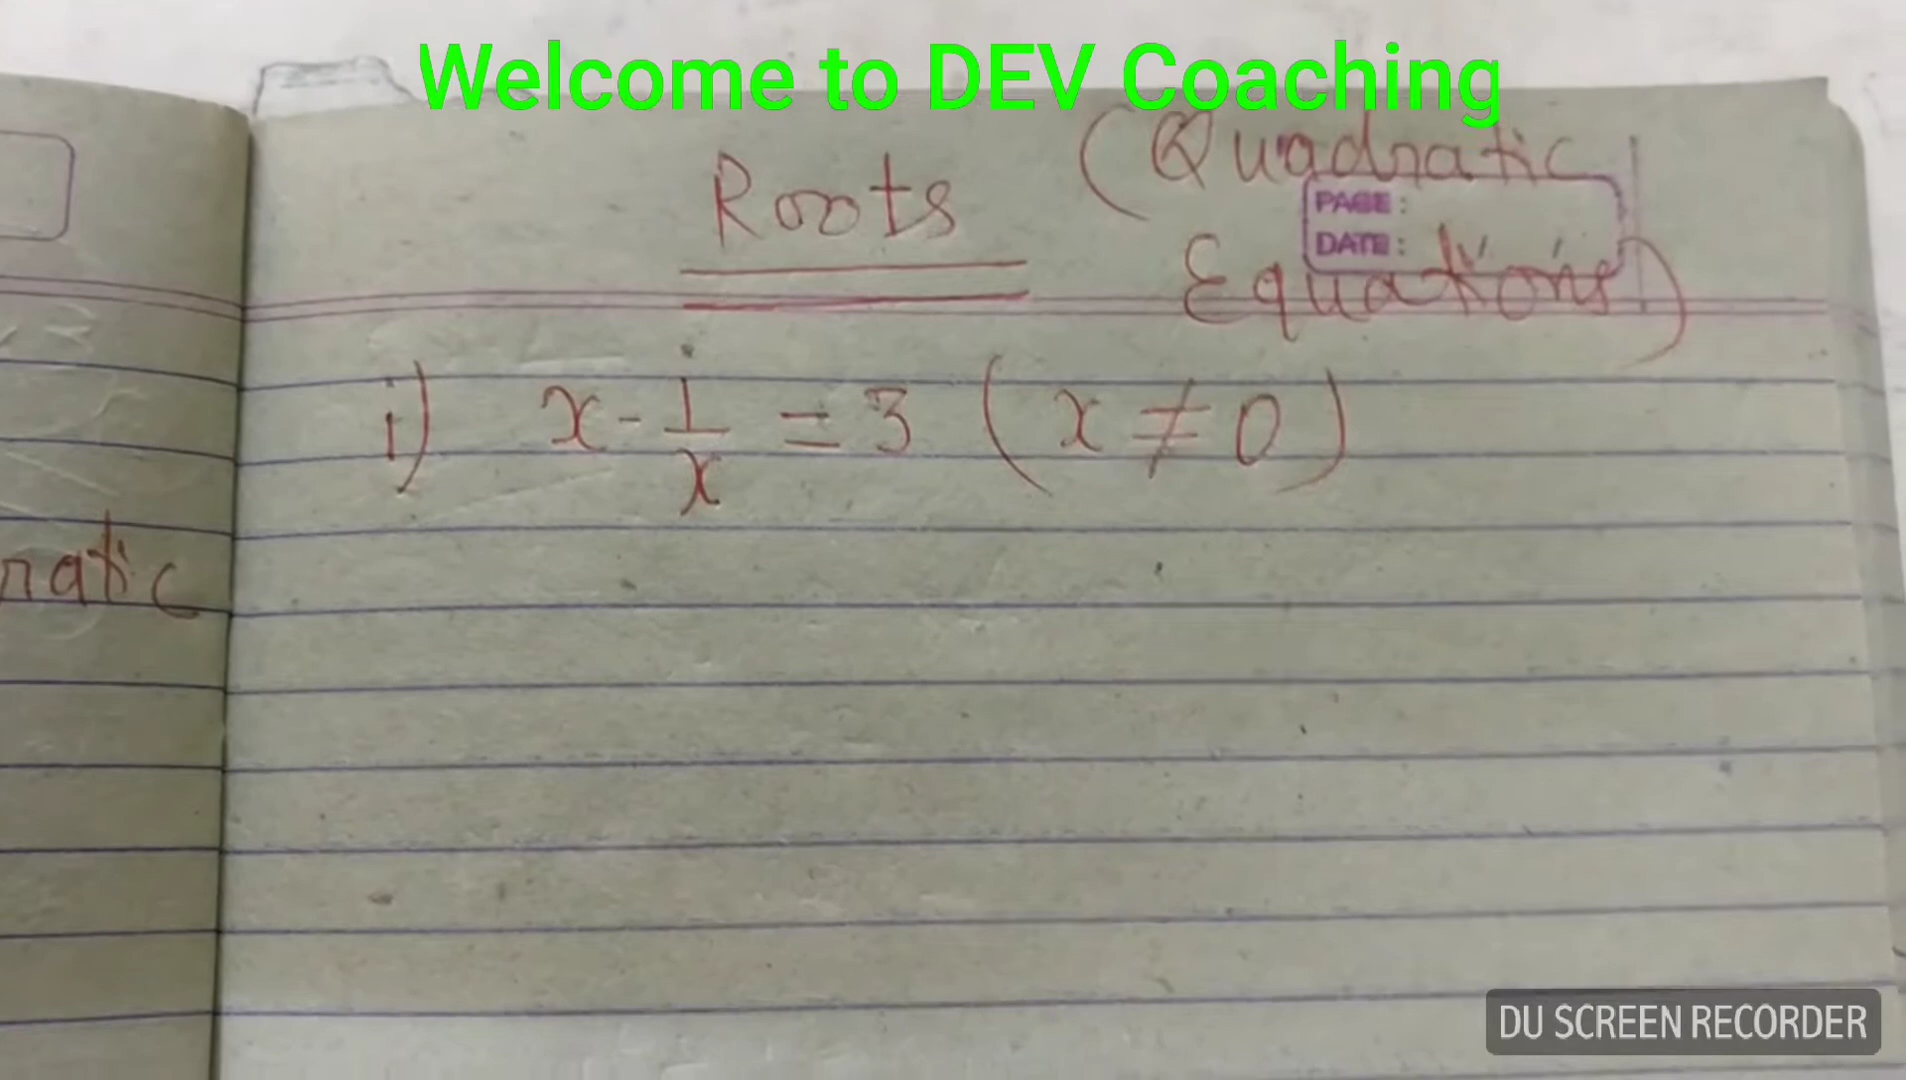 Welcome to DEV Coaching
Roots (Quadratic
Equations)
PAGE :
DATE :
i) x - 1/x = 3 (x ≠ 0)
ratic
DU SCREEN RECORDER